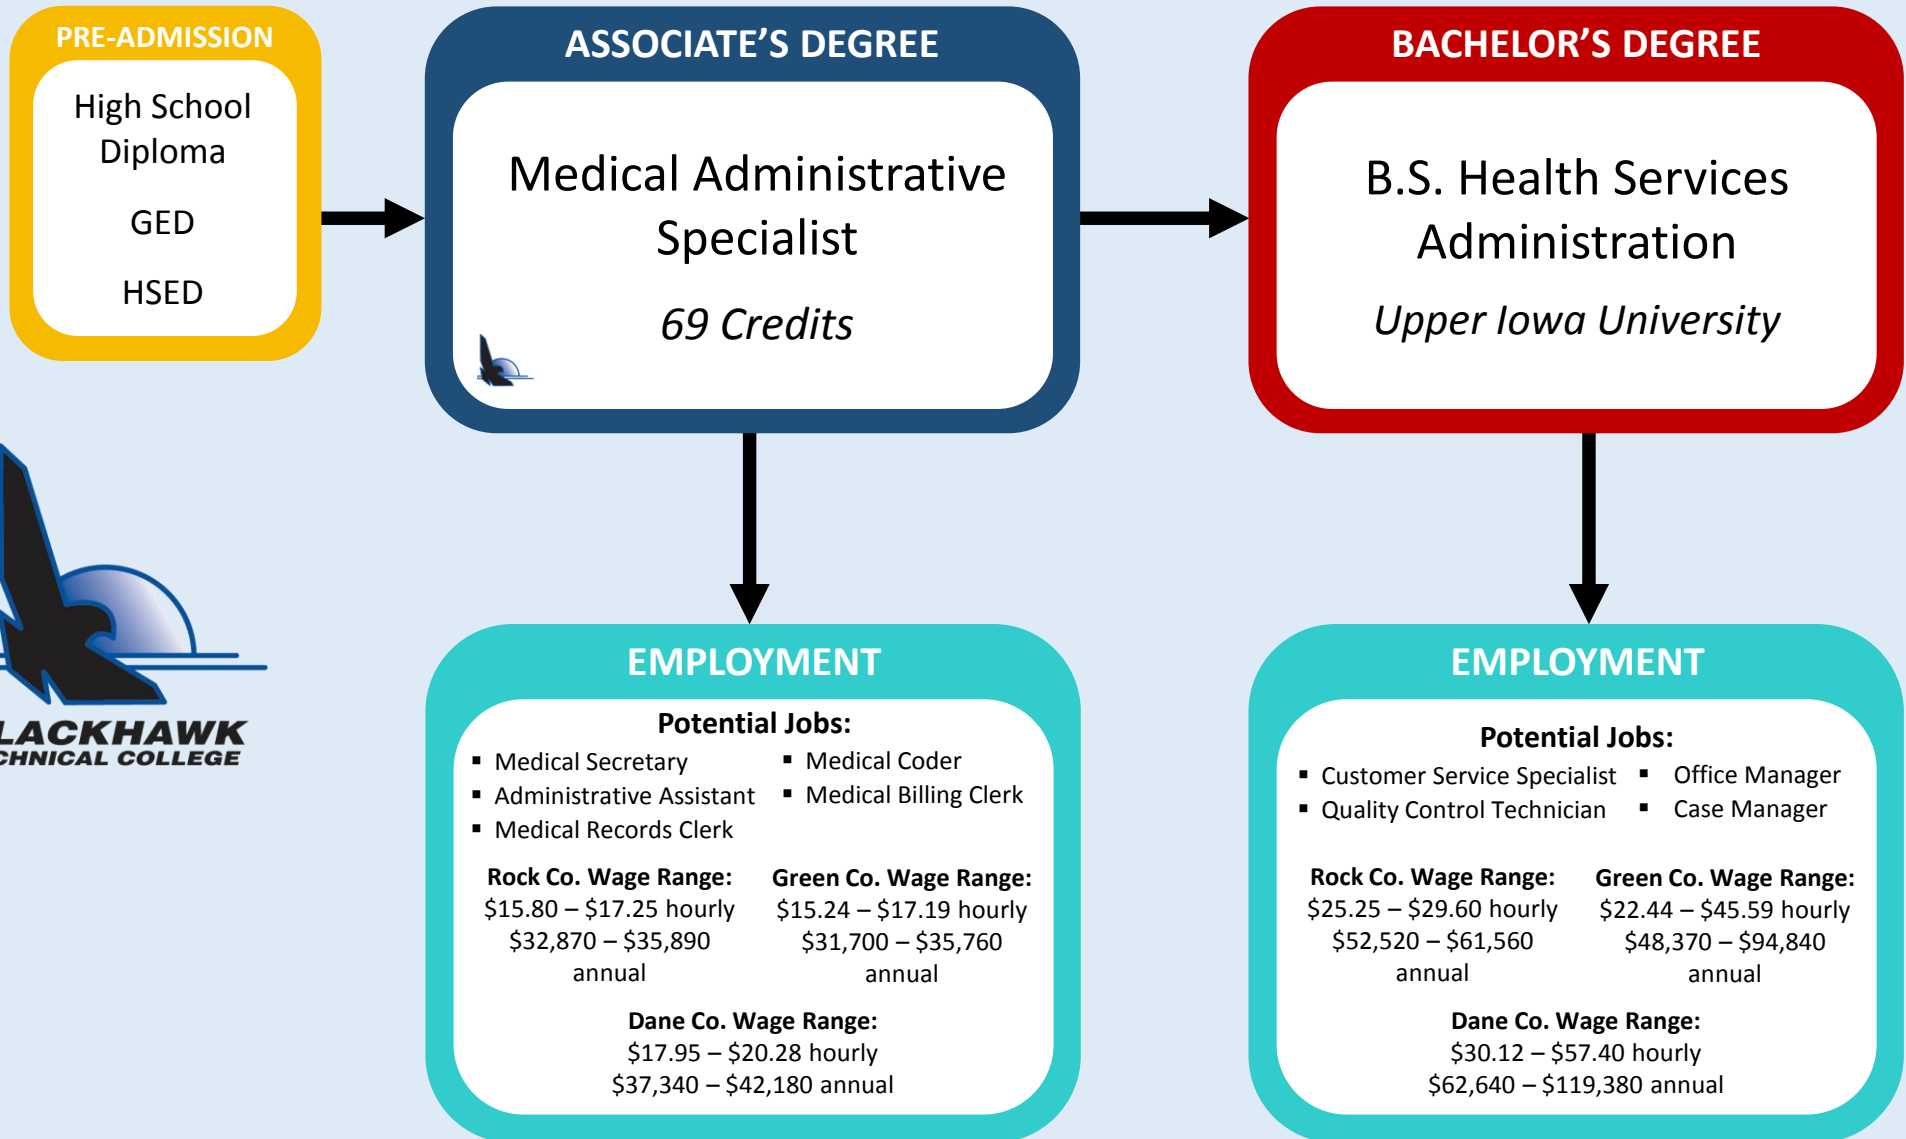 PRE-ADMISSION
High School
Diploma
GED
HSED
ASSOCIATE'S DEGREE
Medical Administrative
Specialist
69 Credits
BACHELOR'S DEGREE
B.S. Health Services
Administration
Upper Iowa University
LACKHAWK
CHNICAL COLLEGE
EMPLOYMENT
Potential Jobs:
▪ Medical Secretary
▪ Administrative Assistant
▪ Medical Records Clerk
▪ Medical Coder
▪ Medical Billing Clerk
Rock Co. Wage Range:
$15.80 – $17.25 hourly
$32,870 – $35,890
annual
Green Co. Wage Range:
$15.24 – $17.19 hourly
$31,700 – $35,760
annual
Dane Co. Wage Range:
$17.95 – $20.28 hourly
$37,340 – $42,180 annual
EMPLOYMENT
Potential Jobs:
▪ Customer Service Specialist
▪ Quality Control Technician
▪ Office Manager
▪ Case Manager
Rock Co. Wage Range:
$25.25 – $29.60 hourly
$52,520 – $61,560
annual
Green Co. Wage Range:
$22.44 – $45.59 hourly
$48,370 – $94,840
annual
Dane Co. Wage Range:
$30.12 – $57.40 hourly
$62,640 – $119,380 annual